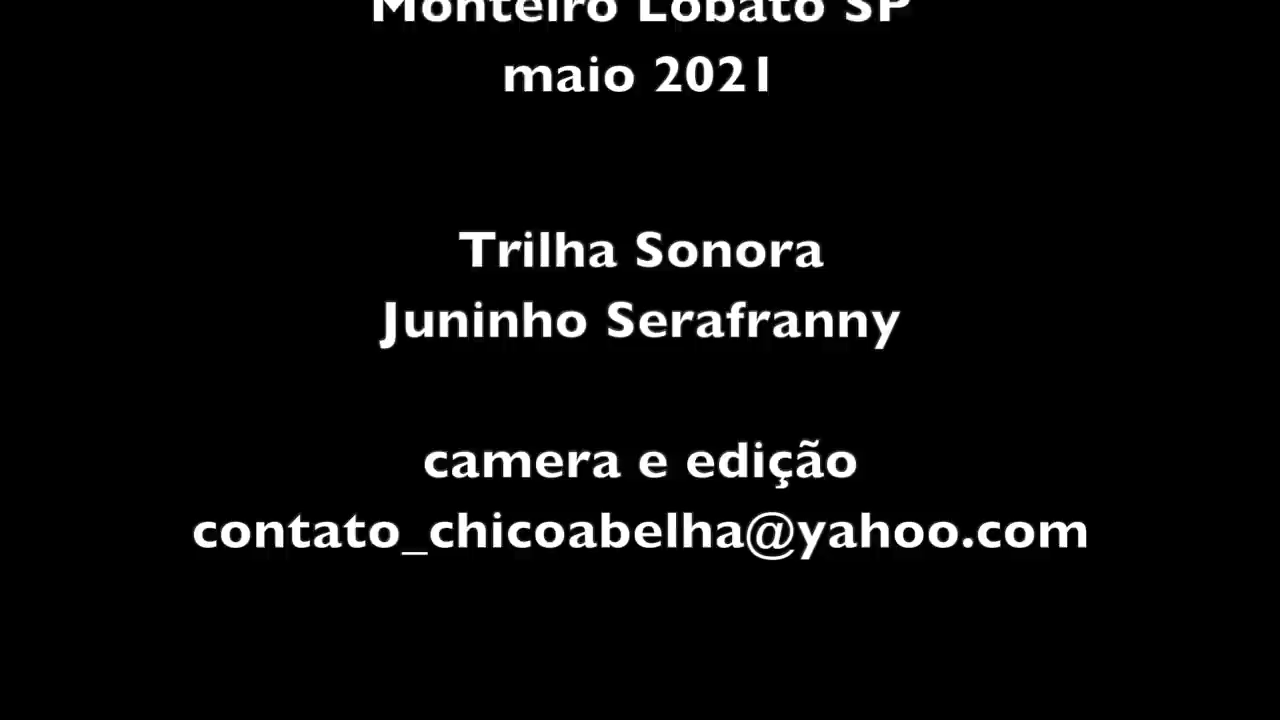 Monteiro Lobato SP
maio 2021
Trilha Sonora
Juninho Serafranny
camera e edição
contato_chicoabelha@yahoo.com